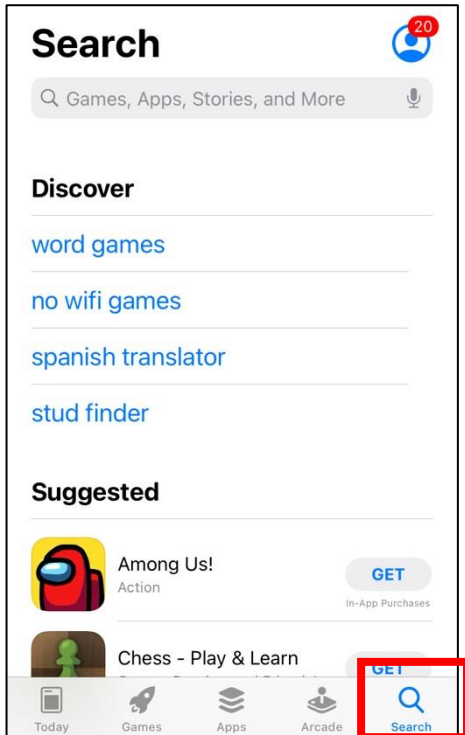 Search
20
Games, Apps, Stories, and More
Discover
word games
no wifi games
spanish translator
stud finder
Suggested
Among Us!
Action
GET
In-App Purchases
Chess - Play & Learn
GET
Today Games Apps Arcade Search